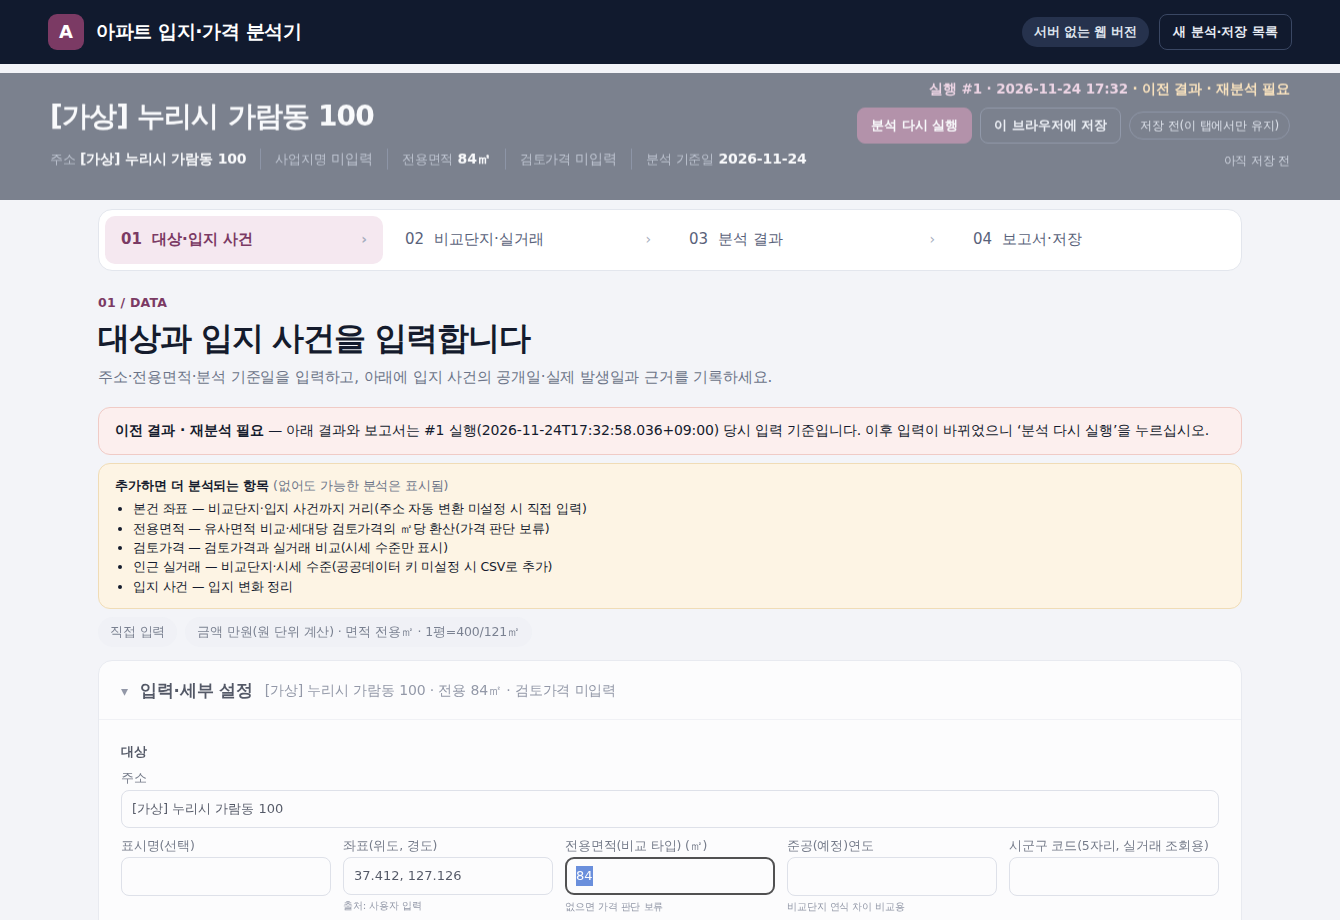 A 아파트 입지·가격 분석기
서버 없는 웹 버전
새 분석·저장 목록
실행 #1 · 2026-11-24 17:32 · 이전 결과 · 재분석 필요
[가상] 누리시 가람동 100
분석 다시 실행
이 브라우저에 저장
저장 전(이 탭에서만 유지)
주소 [가상] 누리시 가람동 100
사업지명 미입력
전용면적 84㎡
검토가격 미입력
분석 기준일 2026-11-24
아직 저장 전
01 대상·입지 사건 ›
02 비교단지·실거래 ›
03 분석 결과 ›
04 보고서·저장
01 / DATA
대상과 입지 사건을 입력합니다
주소·전용면적·분석 기준일을 입력하고, 아래에 입지 사건의 공개일·실제 발생일과 근거를 기록하세요.
이전 결과 · 재분석 필요 — 아래 결과와 보고서는 #1 실행(2026-11-24T17:32:58.036+09:00) 당시 입력 기준입니다. 이후 입력이 바뀌었으니 ‘분석 다시 실행’을 누르십시오.
추가하면 더 분석되는 항목 (없어도 가능한 분석은 표시됨)
• 본건 좌표 — 비교단지·입지 사건까지 거리(주소 자동 변환 미설정 시 직접 입력)
• 전용면적 — 유사면적 비교·세대당 검토가격의 ㎡당 환산(가격 판단 보류)
• 검토가격 — 검토가격과 실거래 비교(시세 수준만 표시)
• 인근 실거래 — 비교단지·시세 수준(공공데이터 키 미설정 시 CSV로 추가)
• 입지 사건 — 입지 변화 정리
직접 입력
금액 만원(원 단위 계산) · 면적 전용㎡ · 1평=400/121㎡
▾ 입력·세부 설정 [가상] 누리시 가람동 100 · 전용 84㎡ · 검토가격 미입력
대상
주소
[가상] 누리시 가람동 100
표시명(선택)
좌표(위도, 경도)
전용면적(비교 타입) (㎡)
준공(예정)연도
시군구 코드(5자리, 실거래 조회용)
37.412, 127.126
84
출처: 사용자 입력
없으면 가격 판단 보류
비교단지 연식 차이 비교용